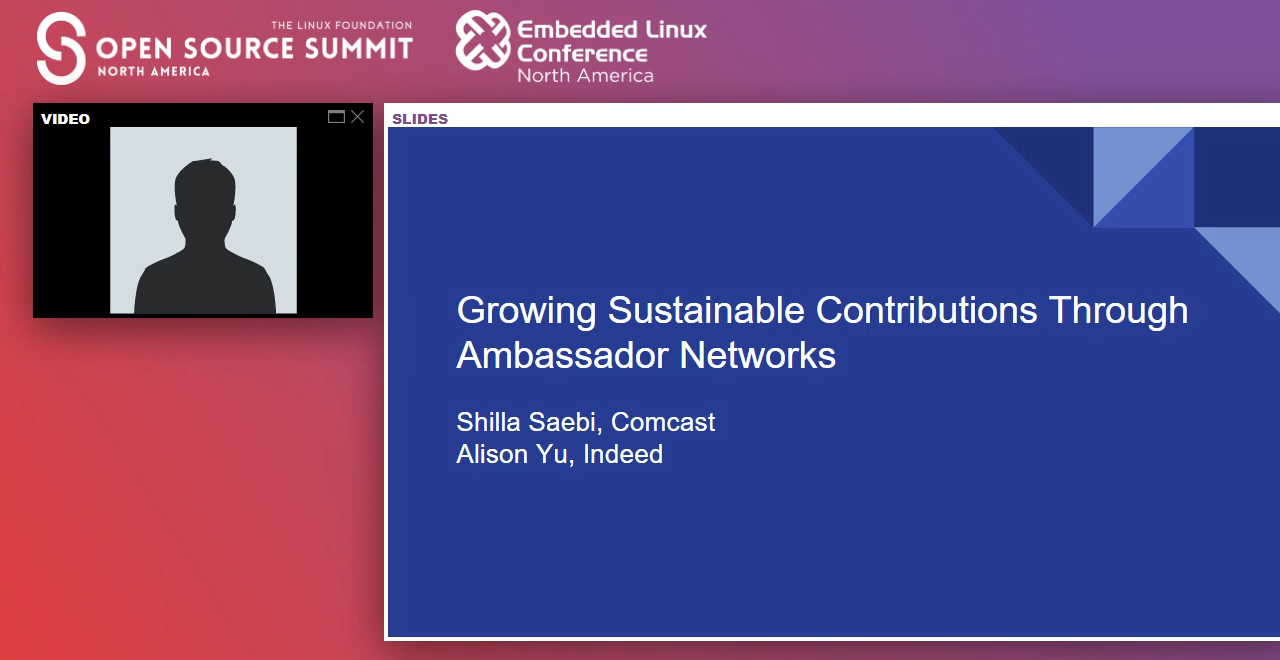 THE LINUX FOUNDATION
OPEN SOURCE SUMMIT
NORTH AMERICA
Embedded Linux
Conference
North America
VIDEO
SLIDES
Growing Sustainable Contributions Through
Ambassador Networks
Shilla Saebi, Comcast
Alison Yu, Indeed